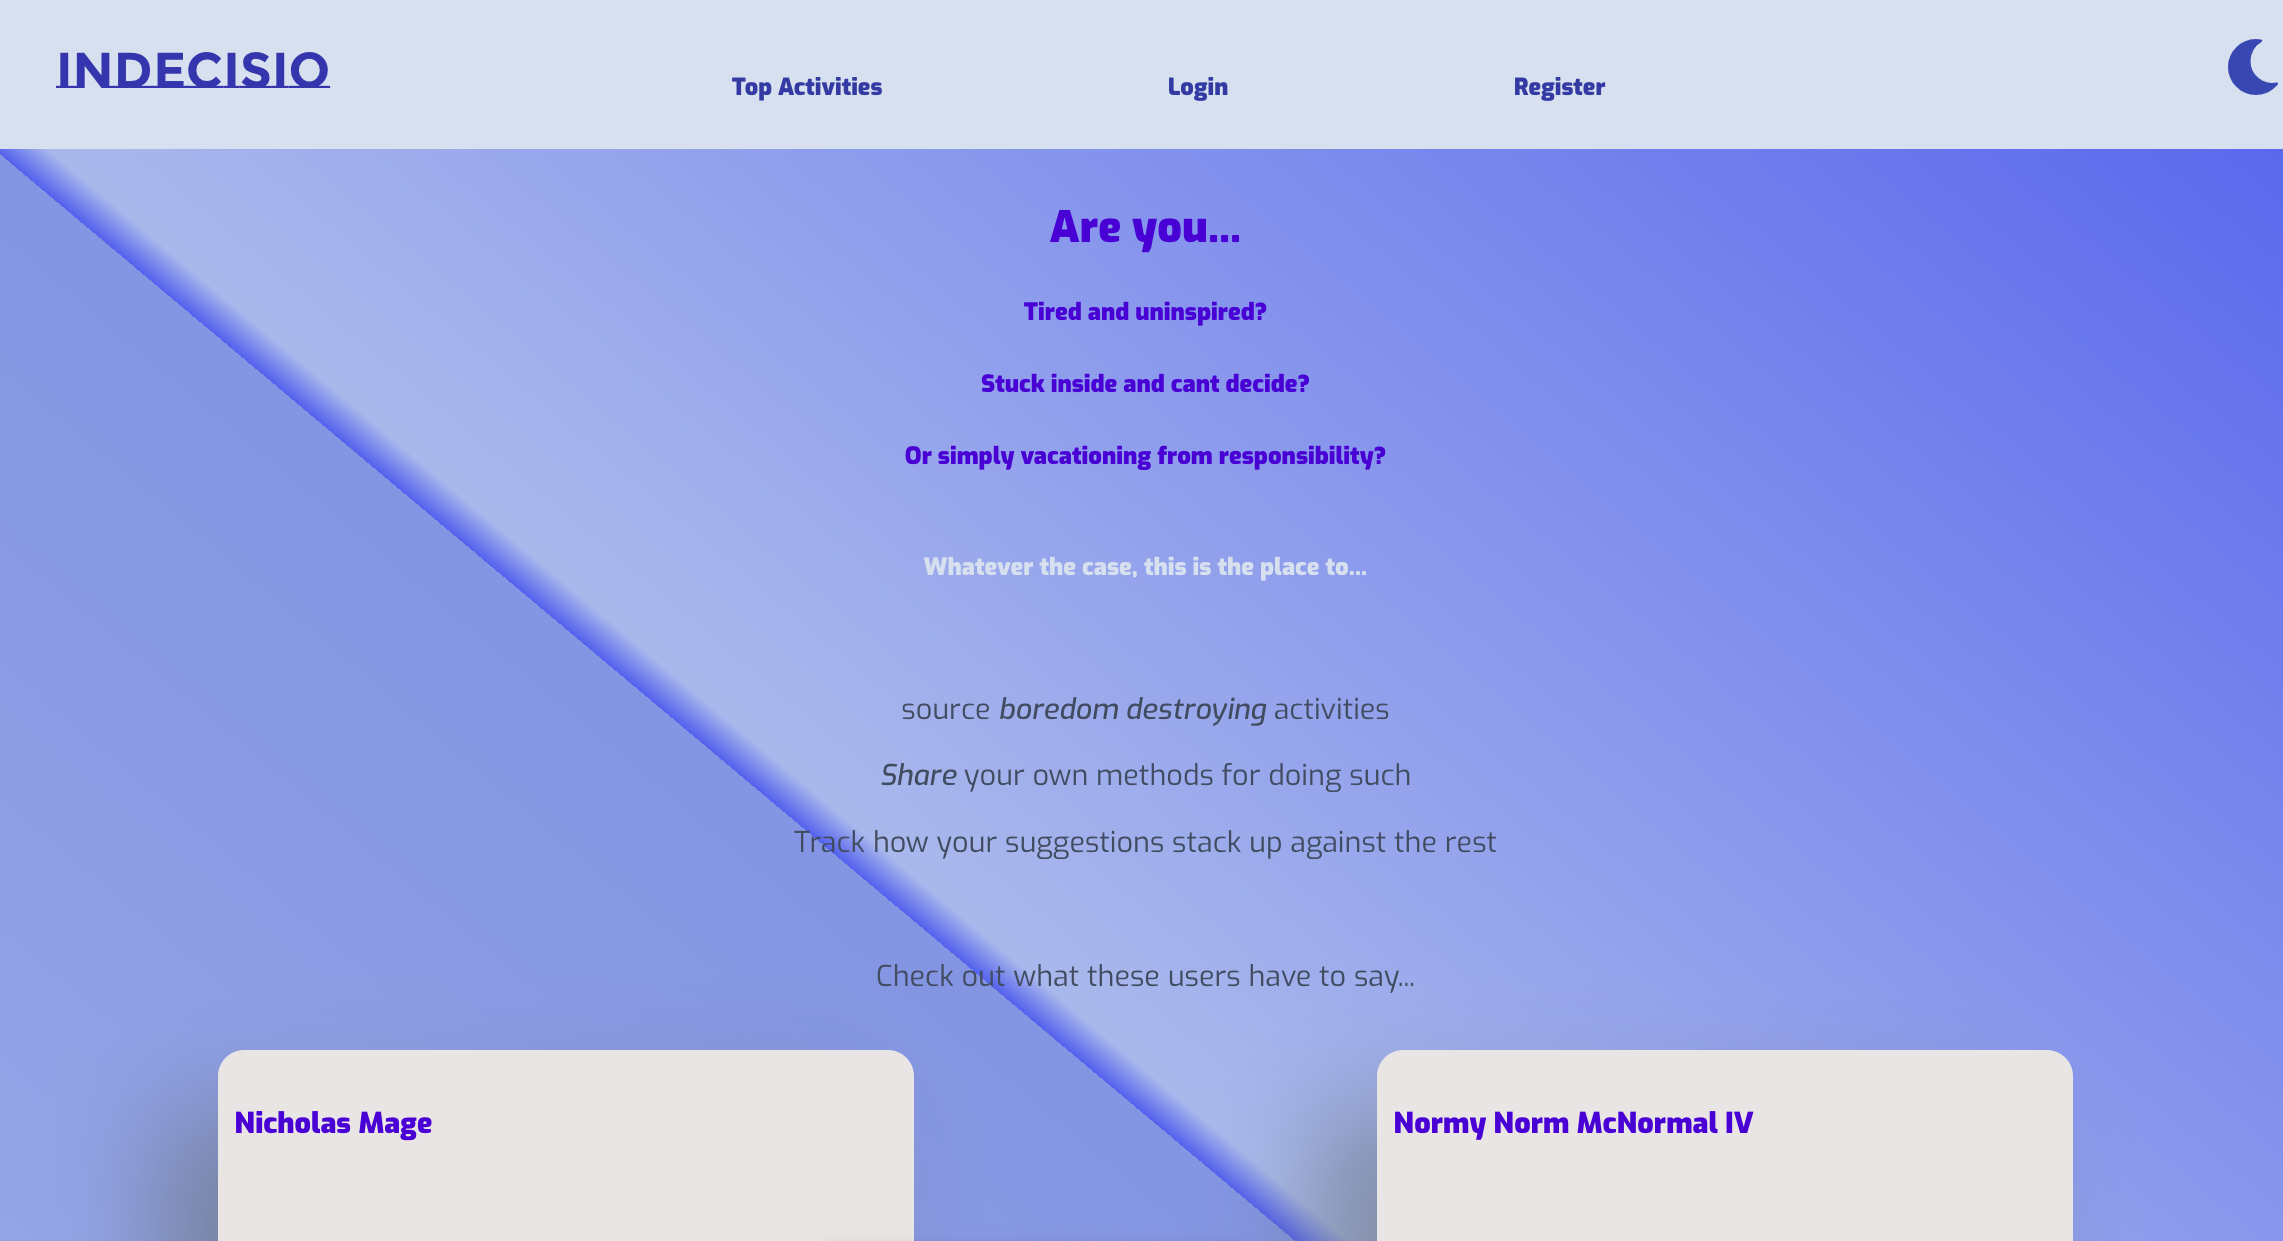 INDECISIO
Top Activities
Login
Register
Are you...
Tired and uninspired?
Stuck inside and cant decide?
Or simply vacationing from responsibility?
Whatever the case, this is the place to...
source boredom destroying activities
Share your own methods for doing such
Track how your suggestions stack up against the rest
Check out what these users have to say...
Nicholas Mage
Normy Norm McNormal IV